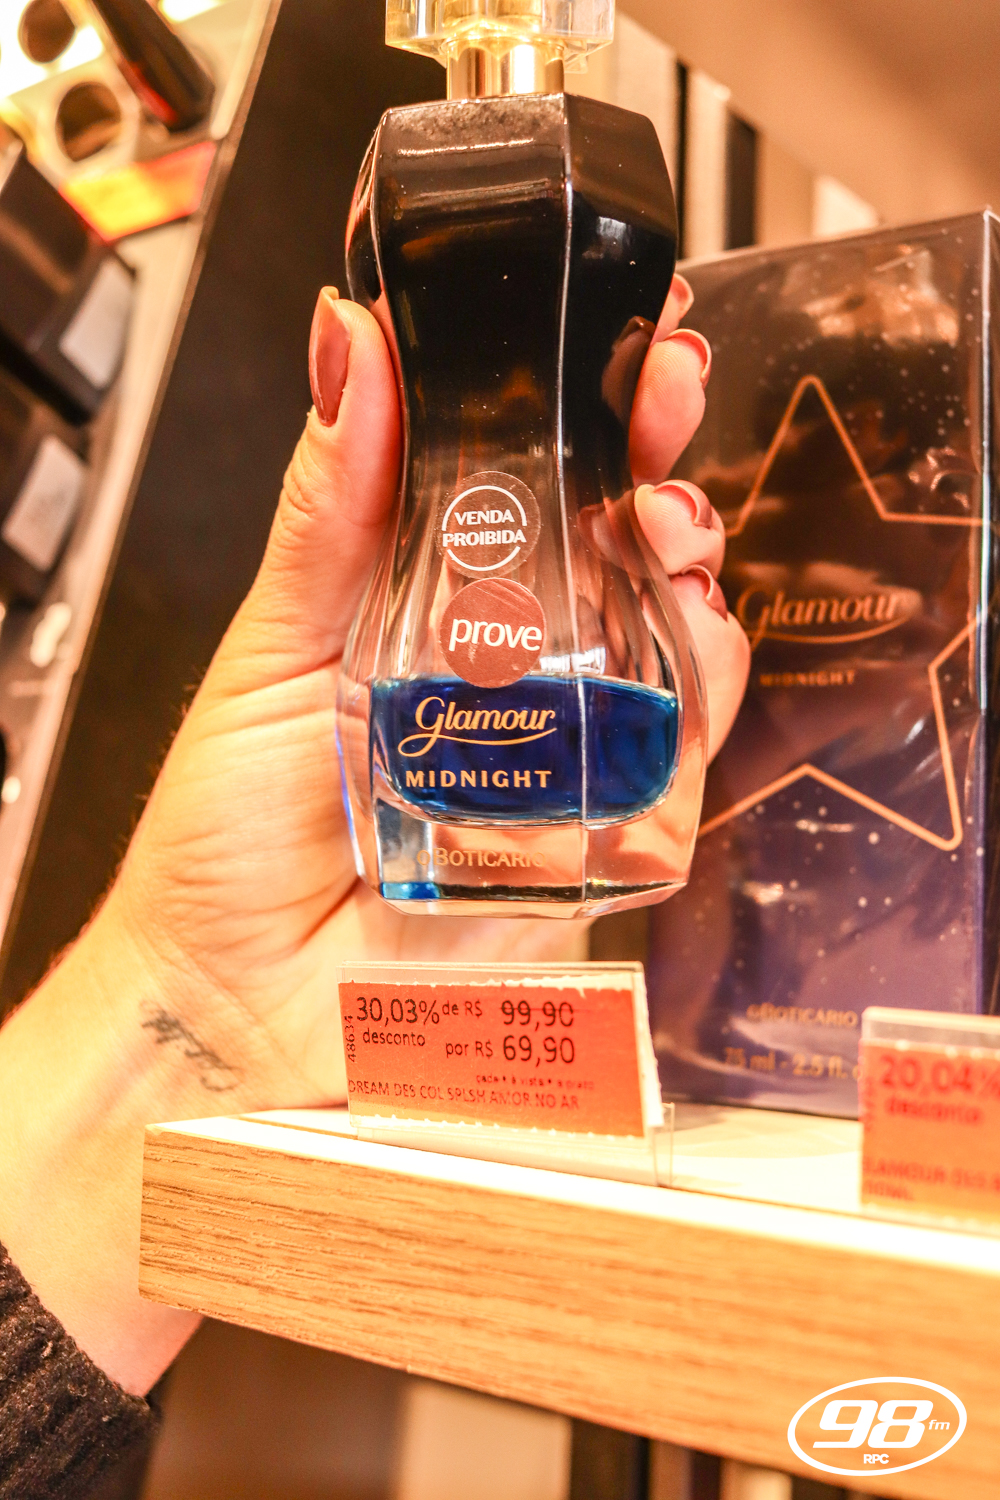 VENDA
PROIBIDA
prove
Glamour
MIDNIGHT
oBOTICARIO
Glamour
MIDNIGHT
oBOTICARIO
75 ml - 2.5 fl.
48634
30,03% de R$ 99,90
desconto por R$ 69,90
DREAM DES COL SPLSH AMOR NO AR
20,04%
desconto
98 fm
RPC